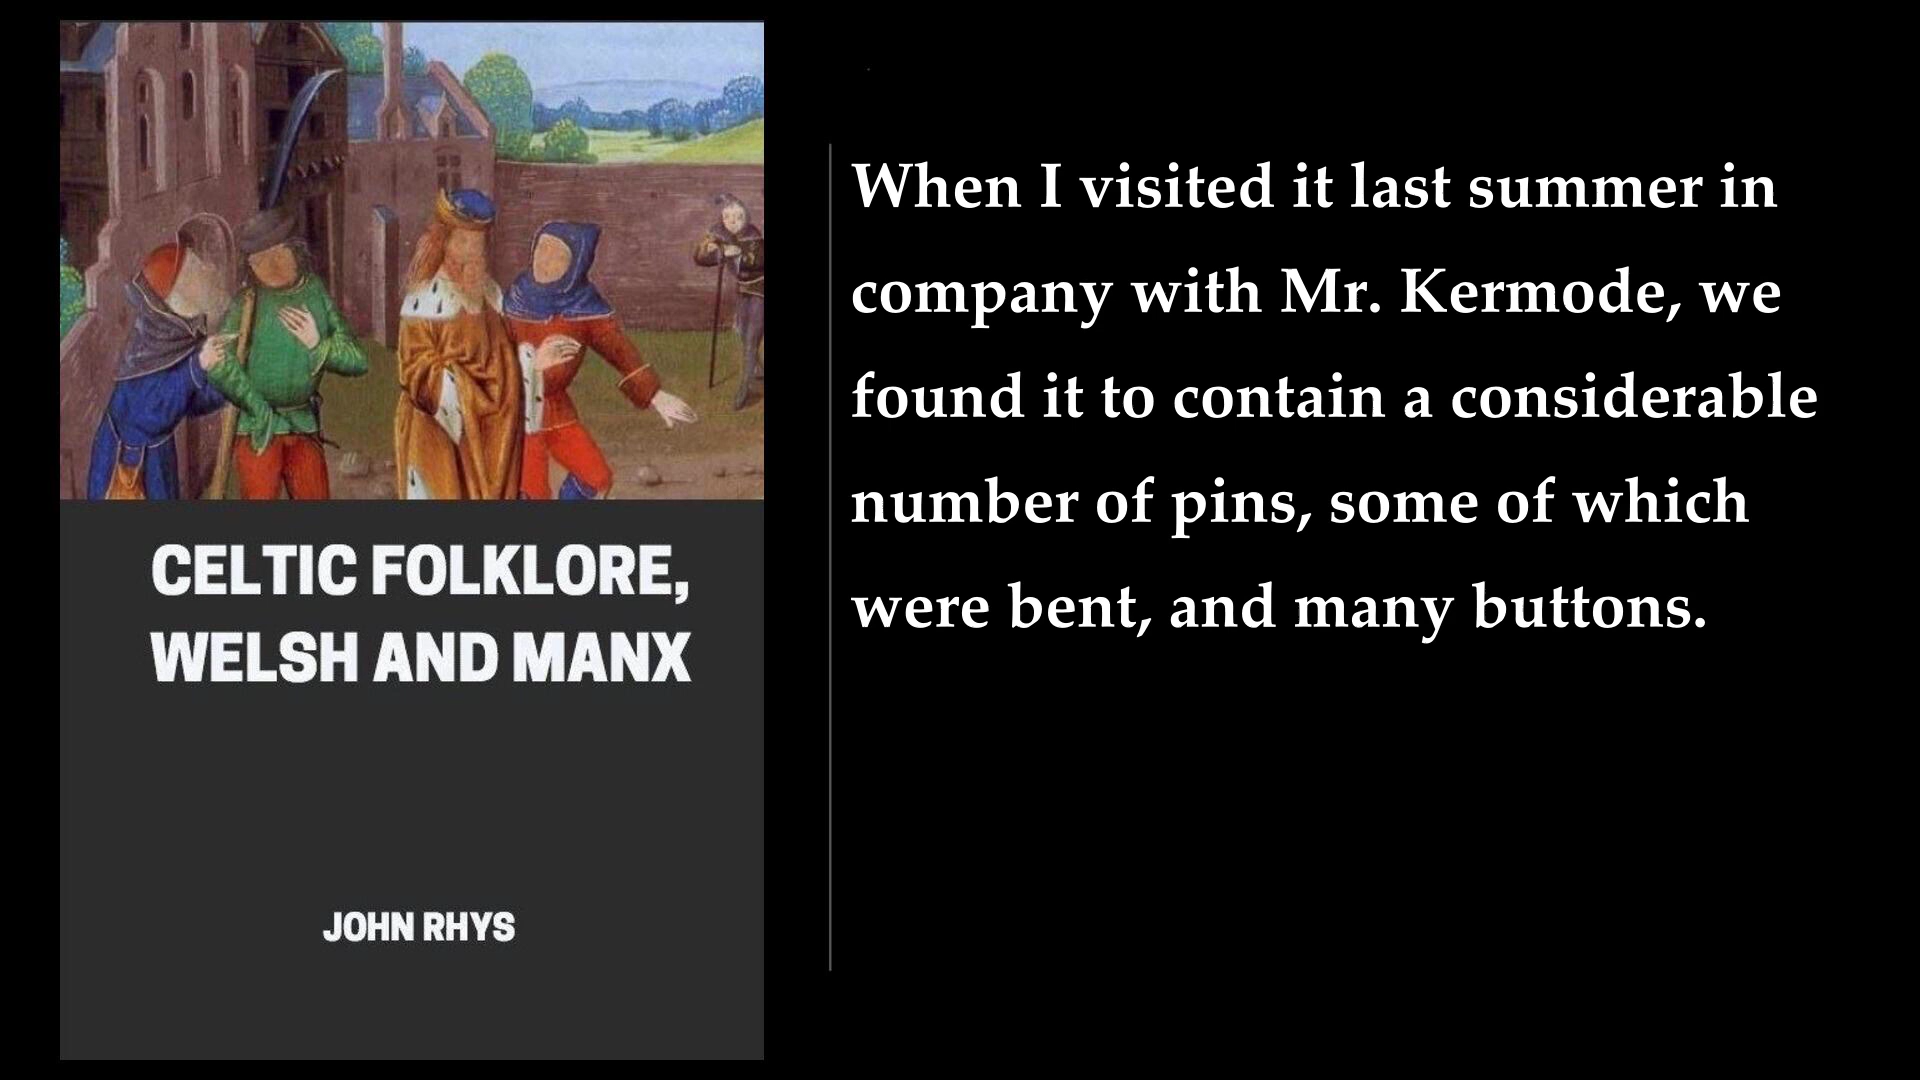 CELTIC FOLKLORE,
WELSH AND MANX
JOHN RHYS
When I visited it last summer in
company with Mr. Kermode, we
found it to contain a considerable
number of pins, some of which
were bent, and many buttons.